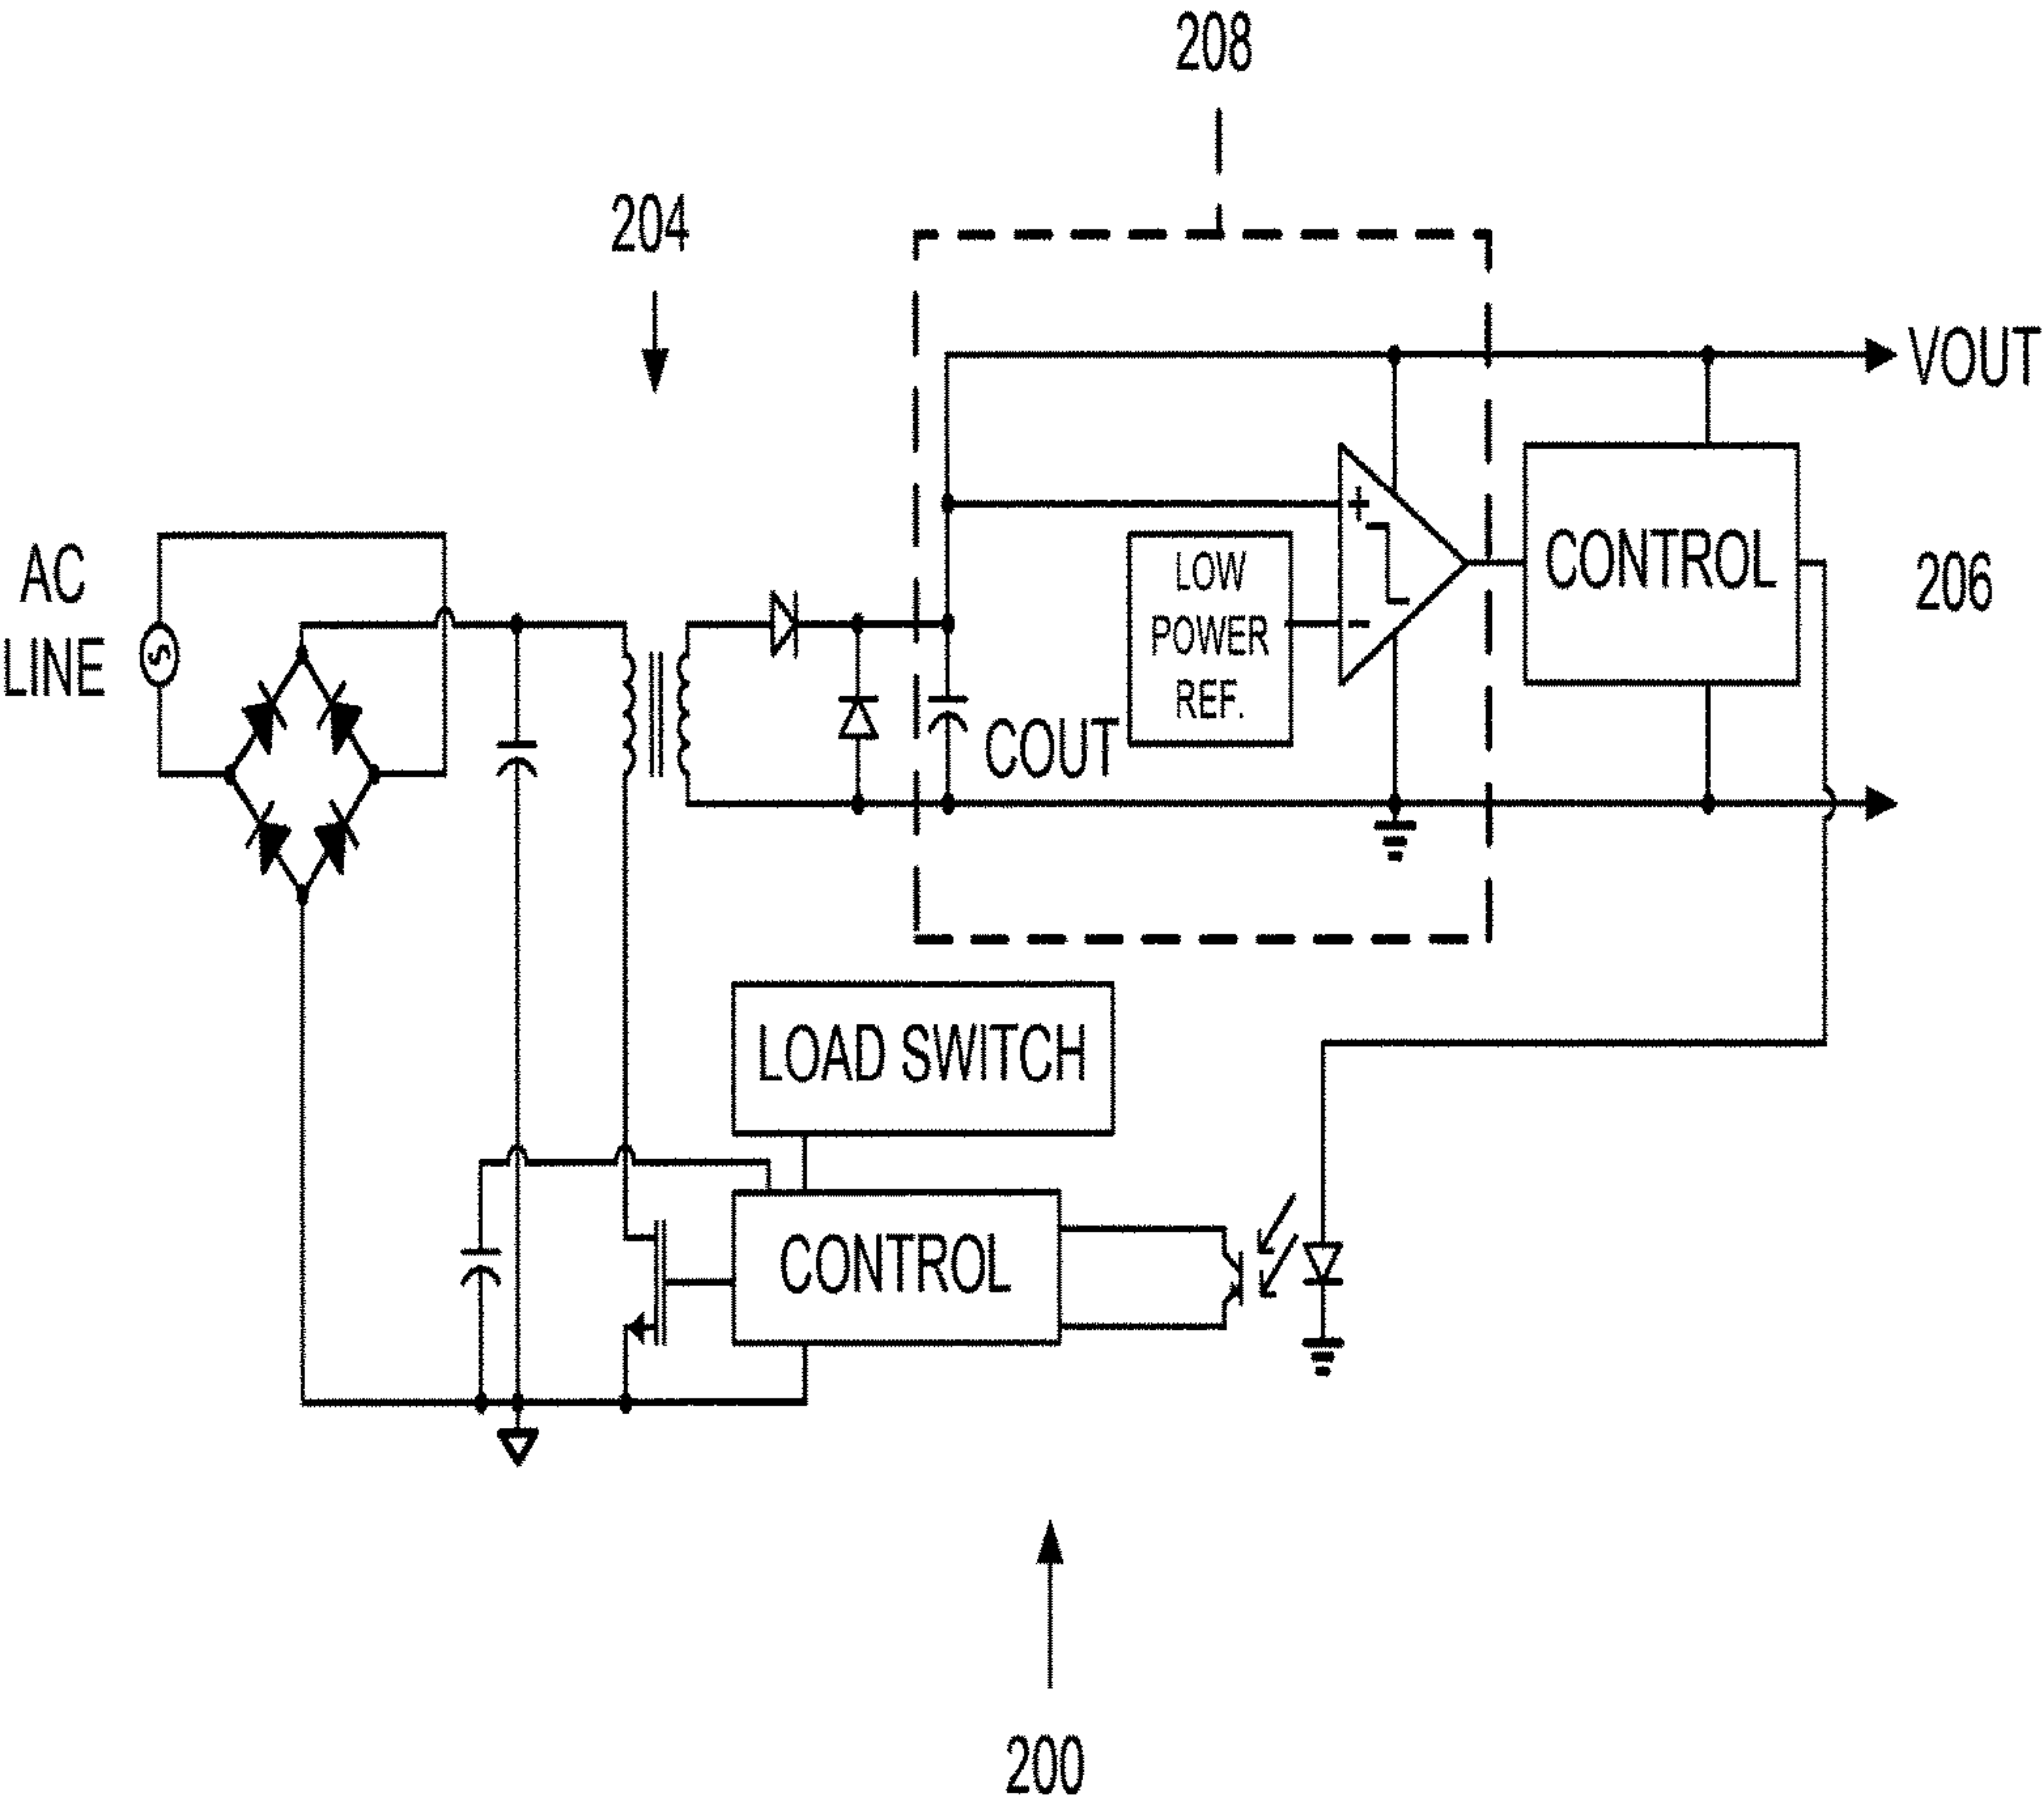 208
204
VOUT
AC
LINE
+
LOW
POWER
REF.
-
CONTROL
206
COUT
LOAD SWITCH
CONTROL
200